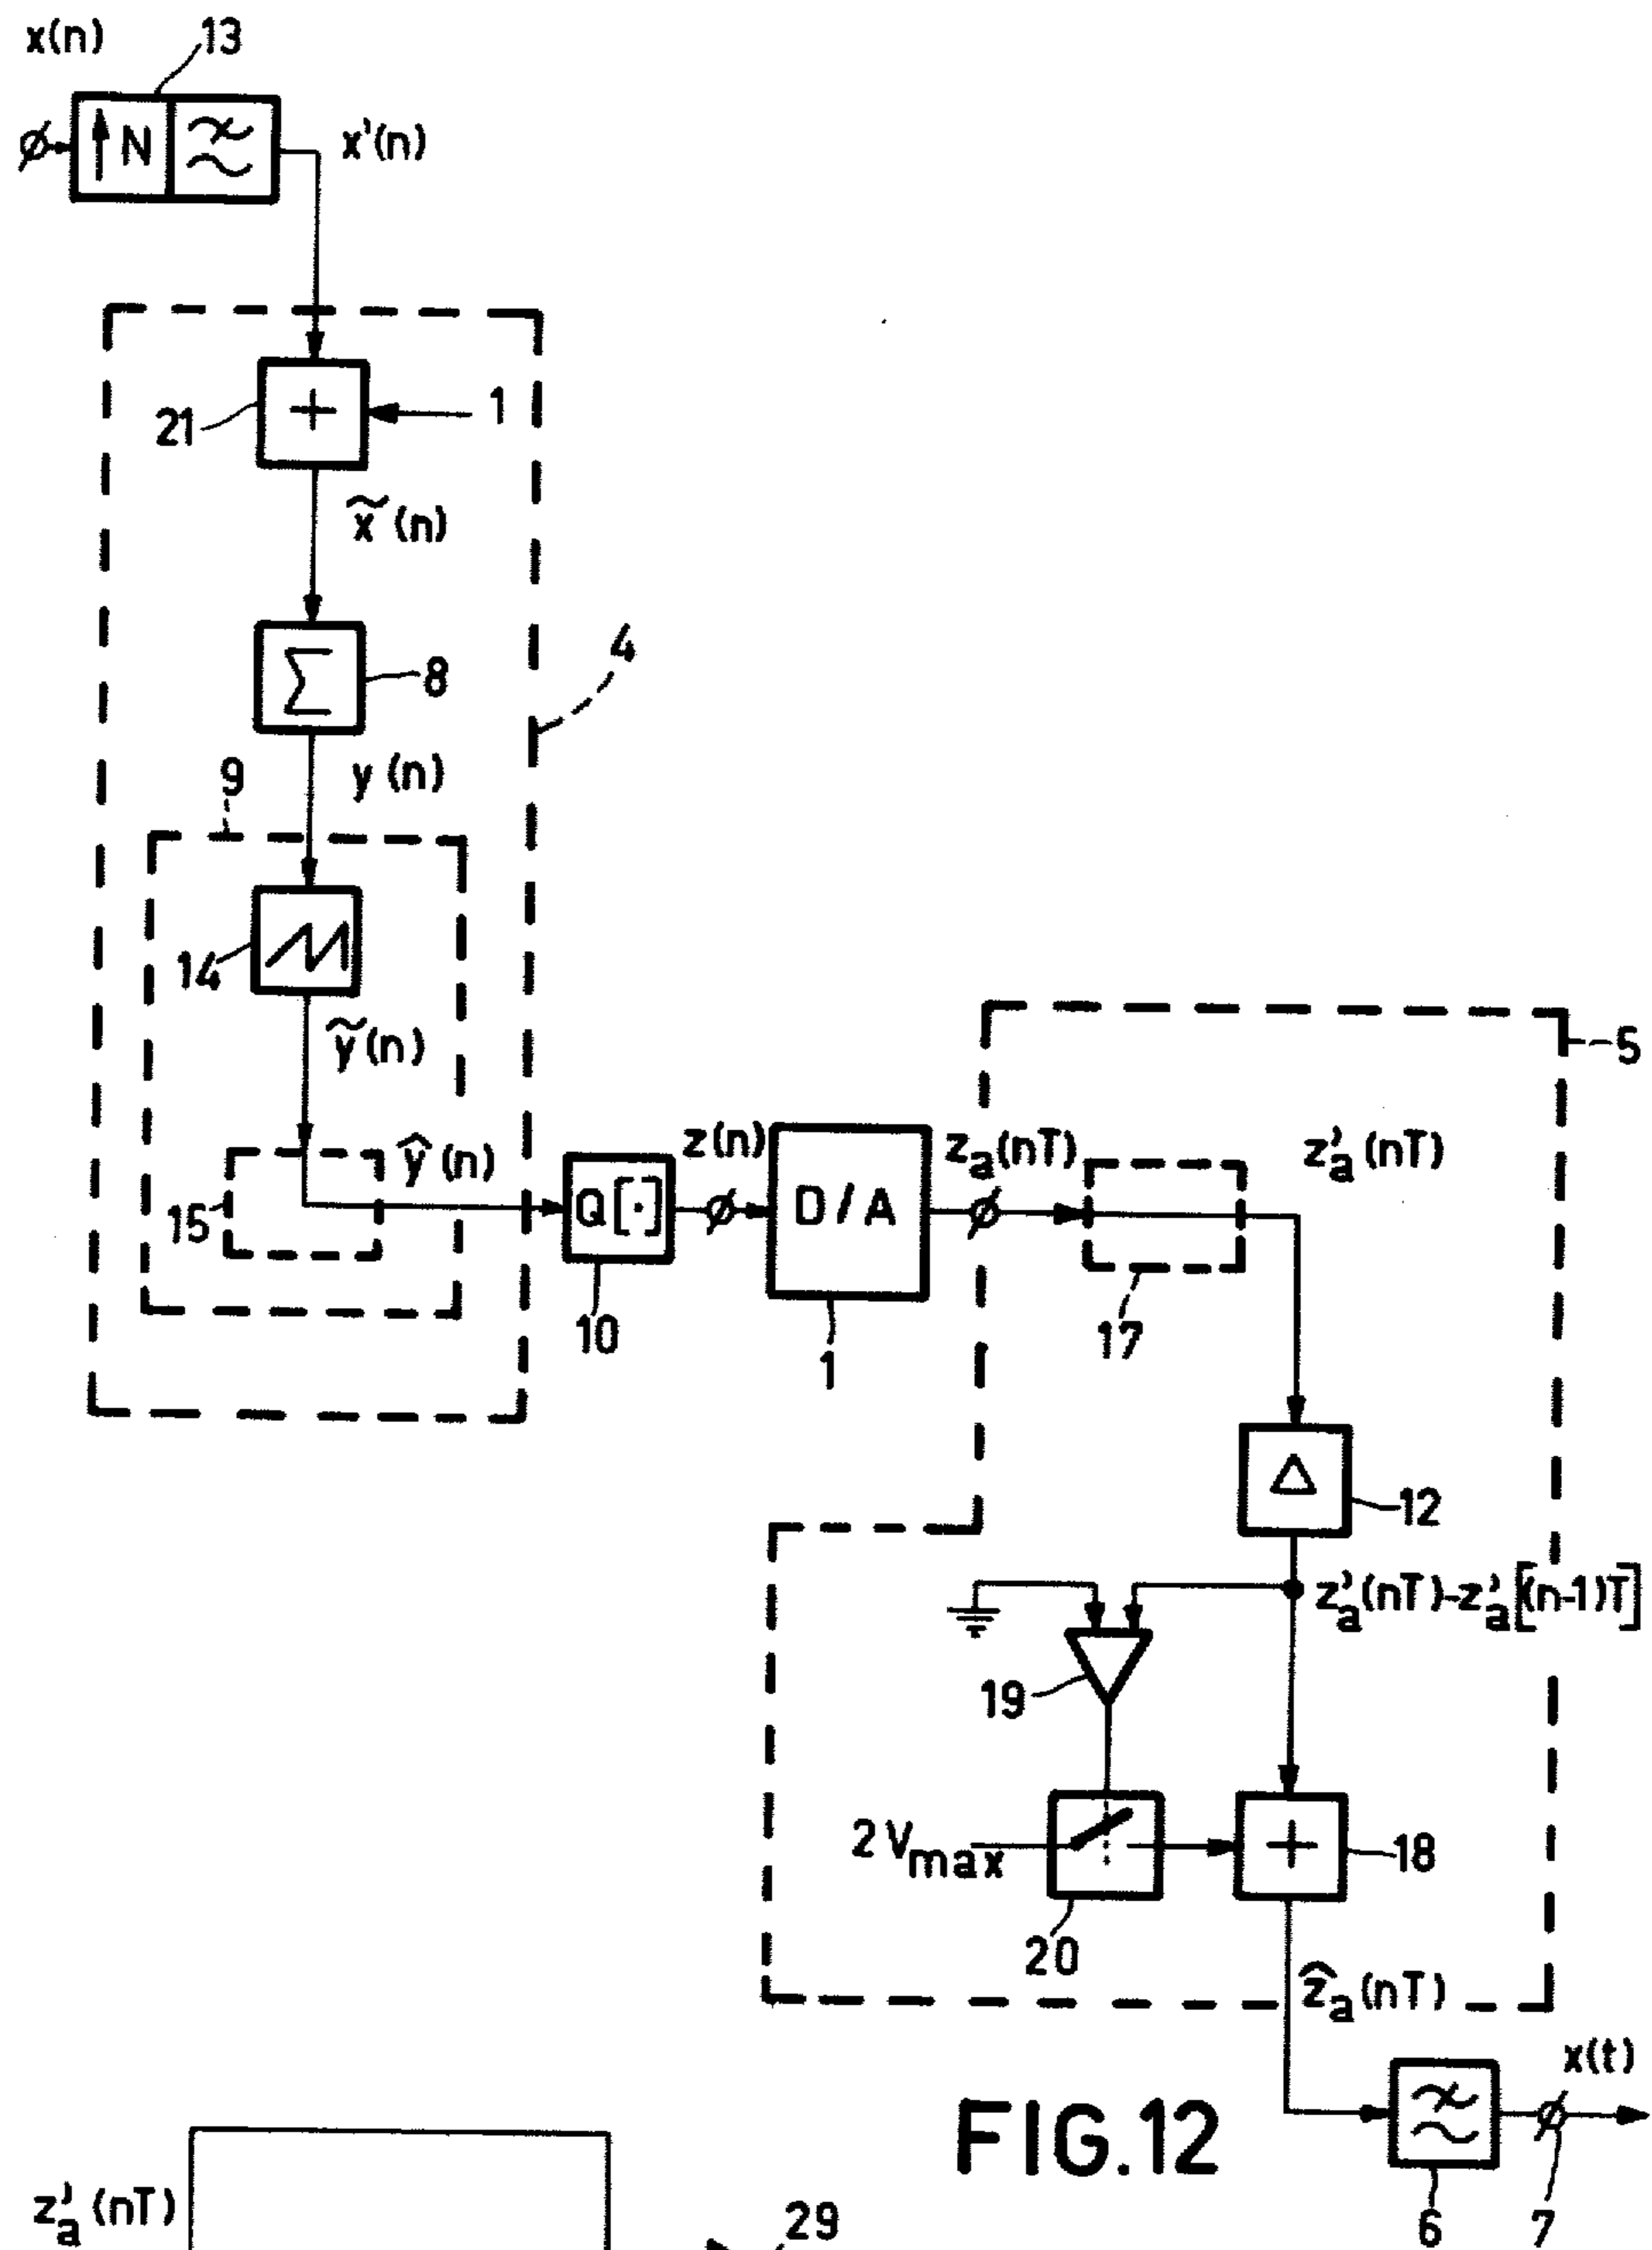 x(n)
13
N
x'(n)
+
1
21
x̃'(n)
Σ
8
4
y(n)
9
14
ỹ(n)
5
15
ŷ(n)
Q[·]
10
z(n)
D/A
1
z_a(nT)
z'_a(nT)
17
Δ
12
z'_a(nT)-z'_a[(n-1)T]
19
2V_max
20
+
18
ẑ_a(nT)
x(t)
FIG.12
6
7
z'_a(nT)
29